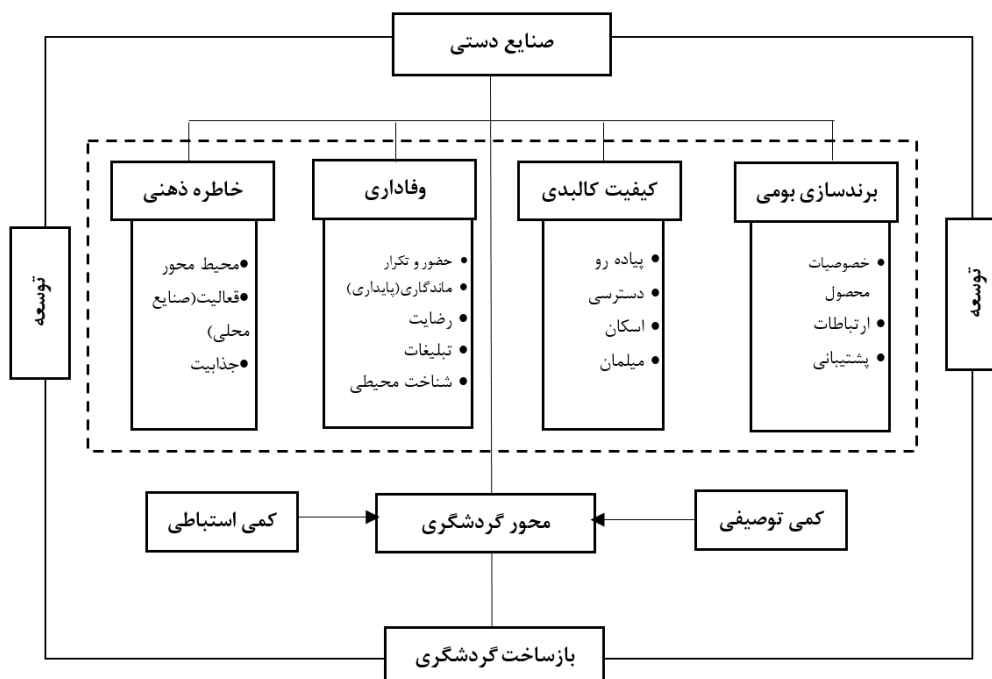 صنایع دستی
برندسازی بومی
خصوصیات
محصول
ارتباطات
پشتیبانی
کیفیت کالبدی
پیاده رو
دسترسی
اسکان
میلمان
وفاداری
حضور و تکرار
ماندگاری(پایداری)
رضایت
تبلیغات
شناخت محیطی
خاطره ذهنی
محیط محور
فعالیت(صنایع
محلی)
جذابیت
توسعه
توسعه
کمی توصیفی
محور گردشگری
کمی استباطی
بازساخت گردشگری